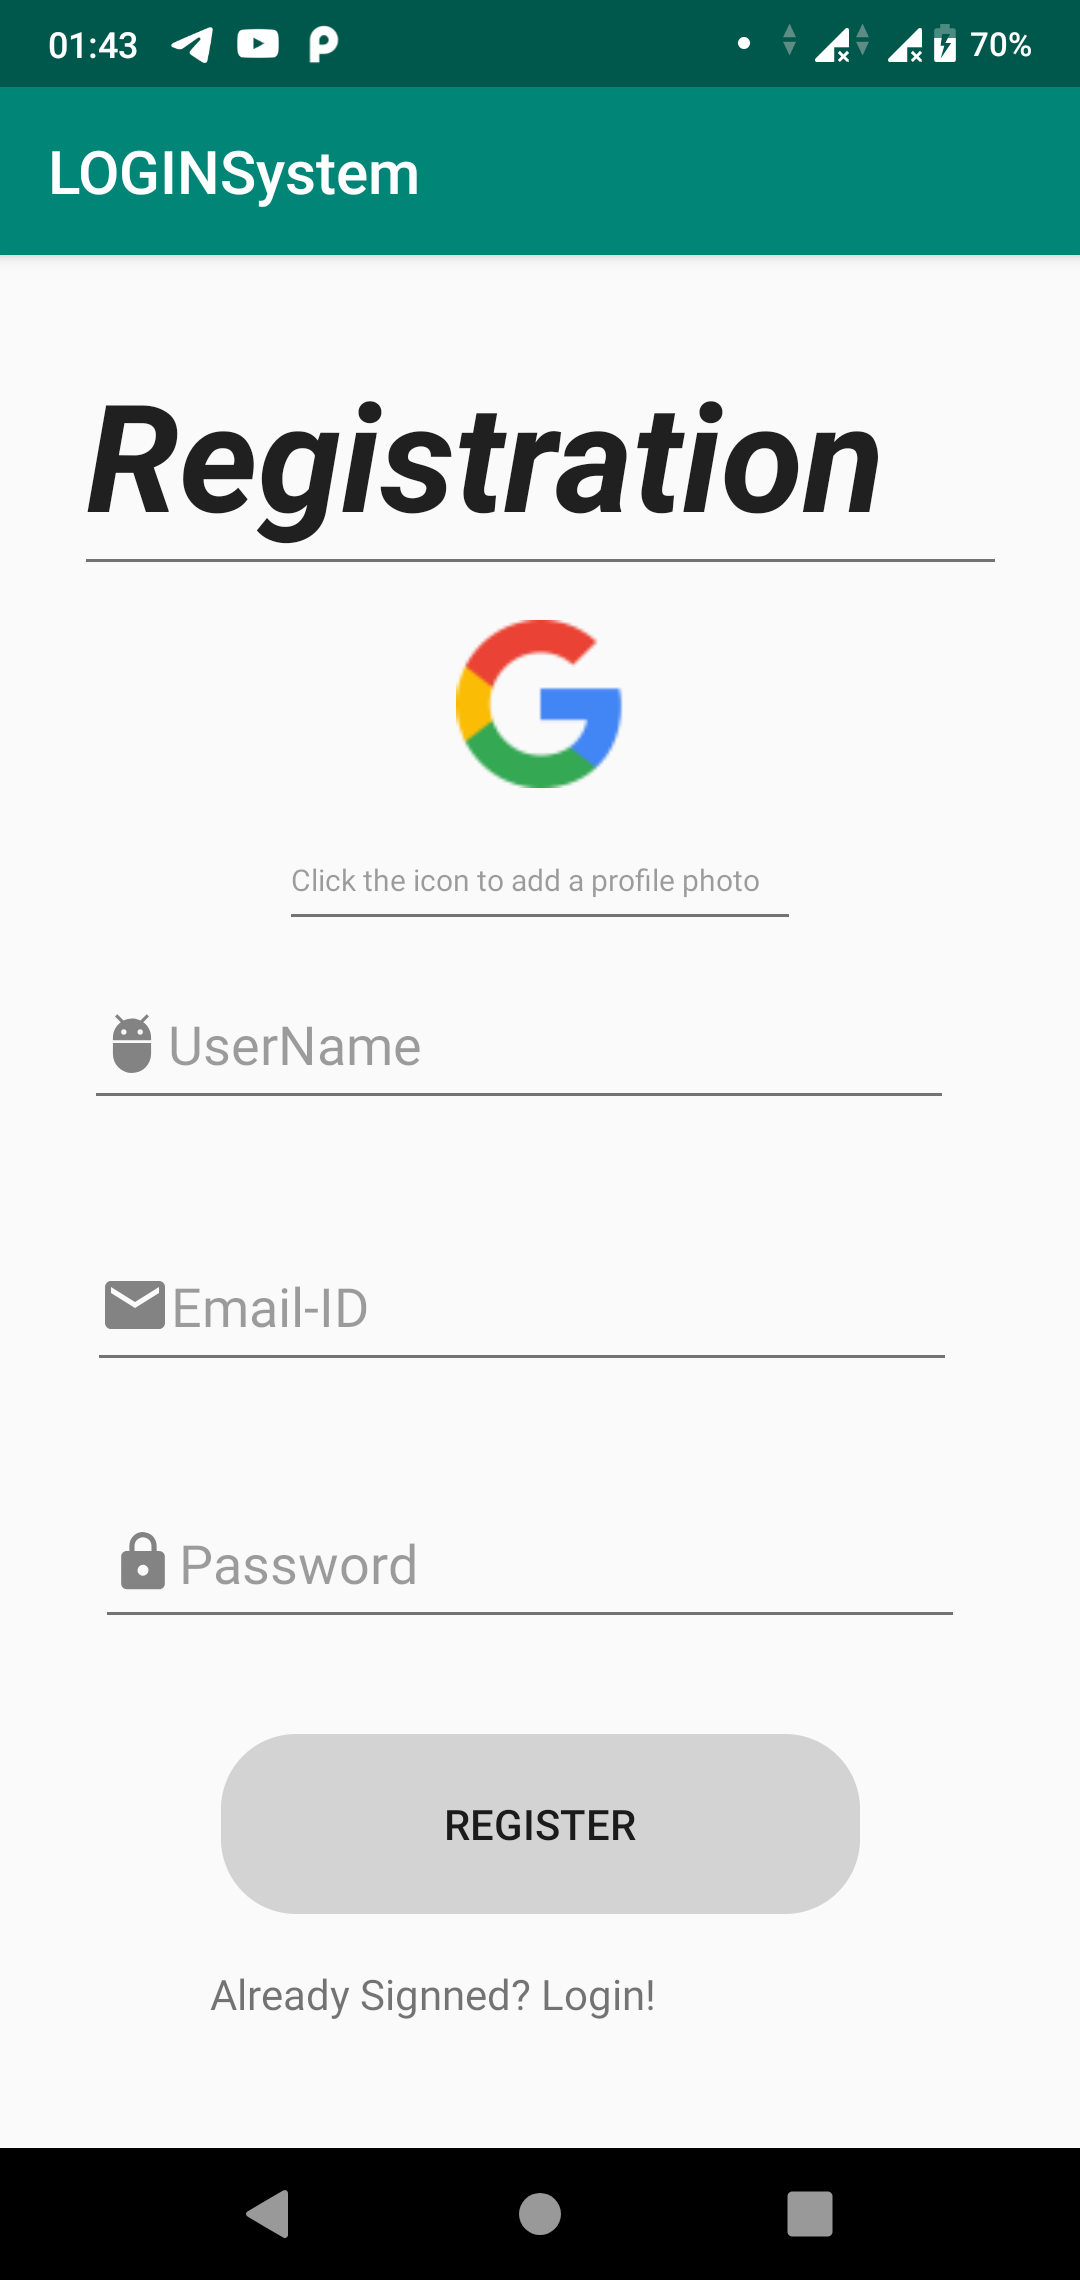 01:43 70%
LOGINSystem
Registration
Click the icon to add a profile photo
UserName
Email-ID
Password
REGISTER
Already Signned? Login!